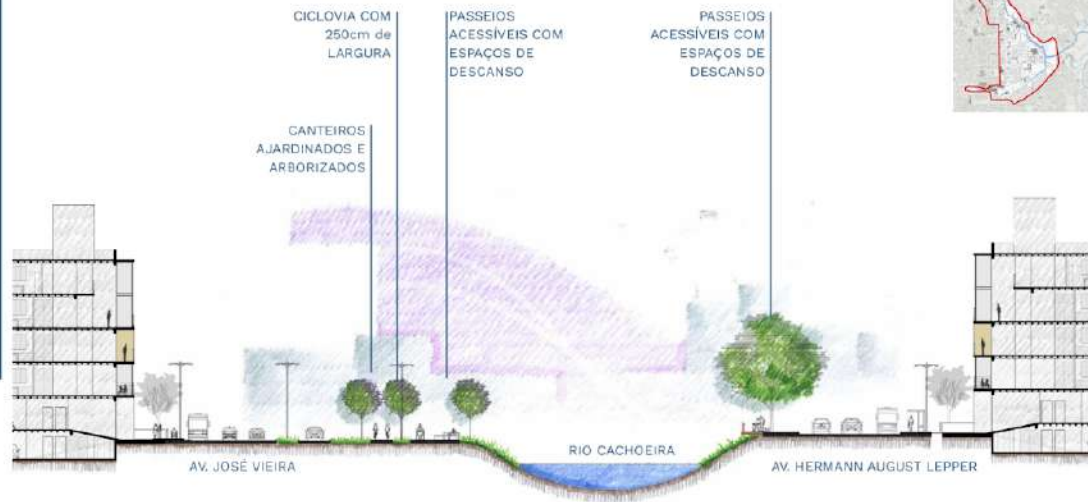 CICLOVIA COM
250cm de
LARGURA
PASSEIOS
ACESSÍVEIS COM
ESPAÇOS DE
DESCANSO
PASSEIOS
ACESSÍVEIS COM
ESPAÇOS DE
DESCANSO
CANTEIROS
AJARDINADOS E
ARBORIZADOS
RIO CACHOEIRA
AV. JOSÉ VIEIRA
AV. HERMANN AUGUST LEPPER